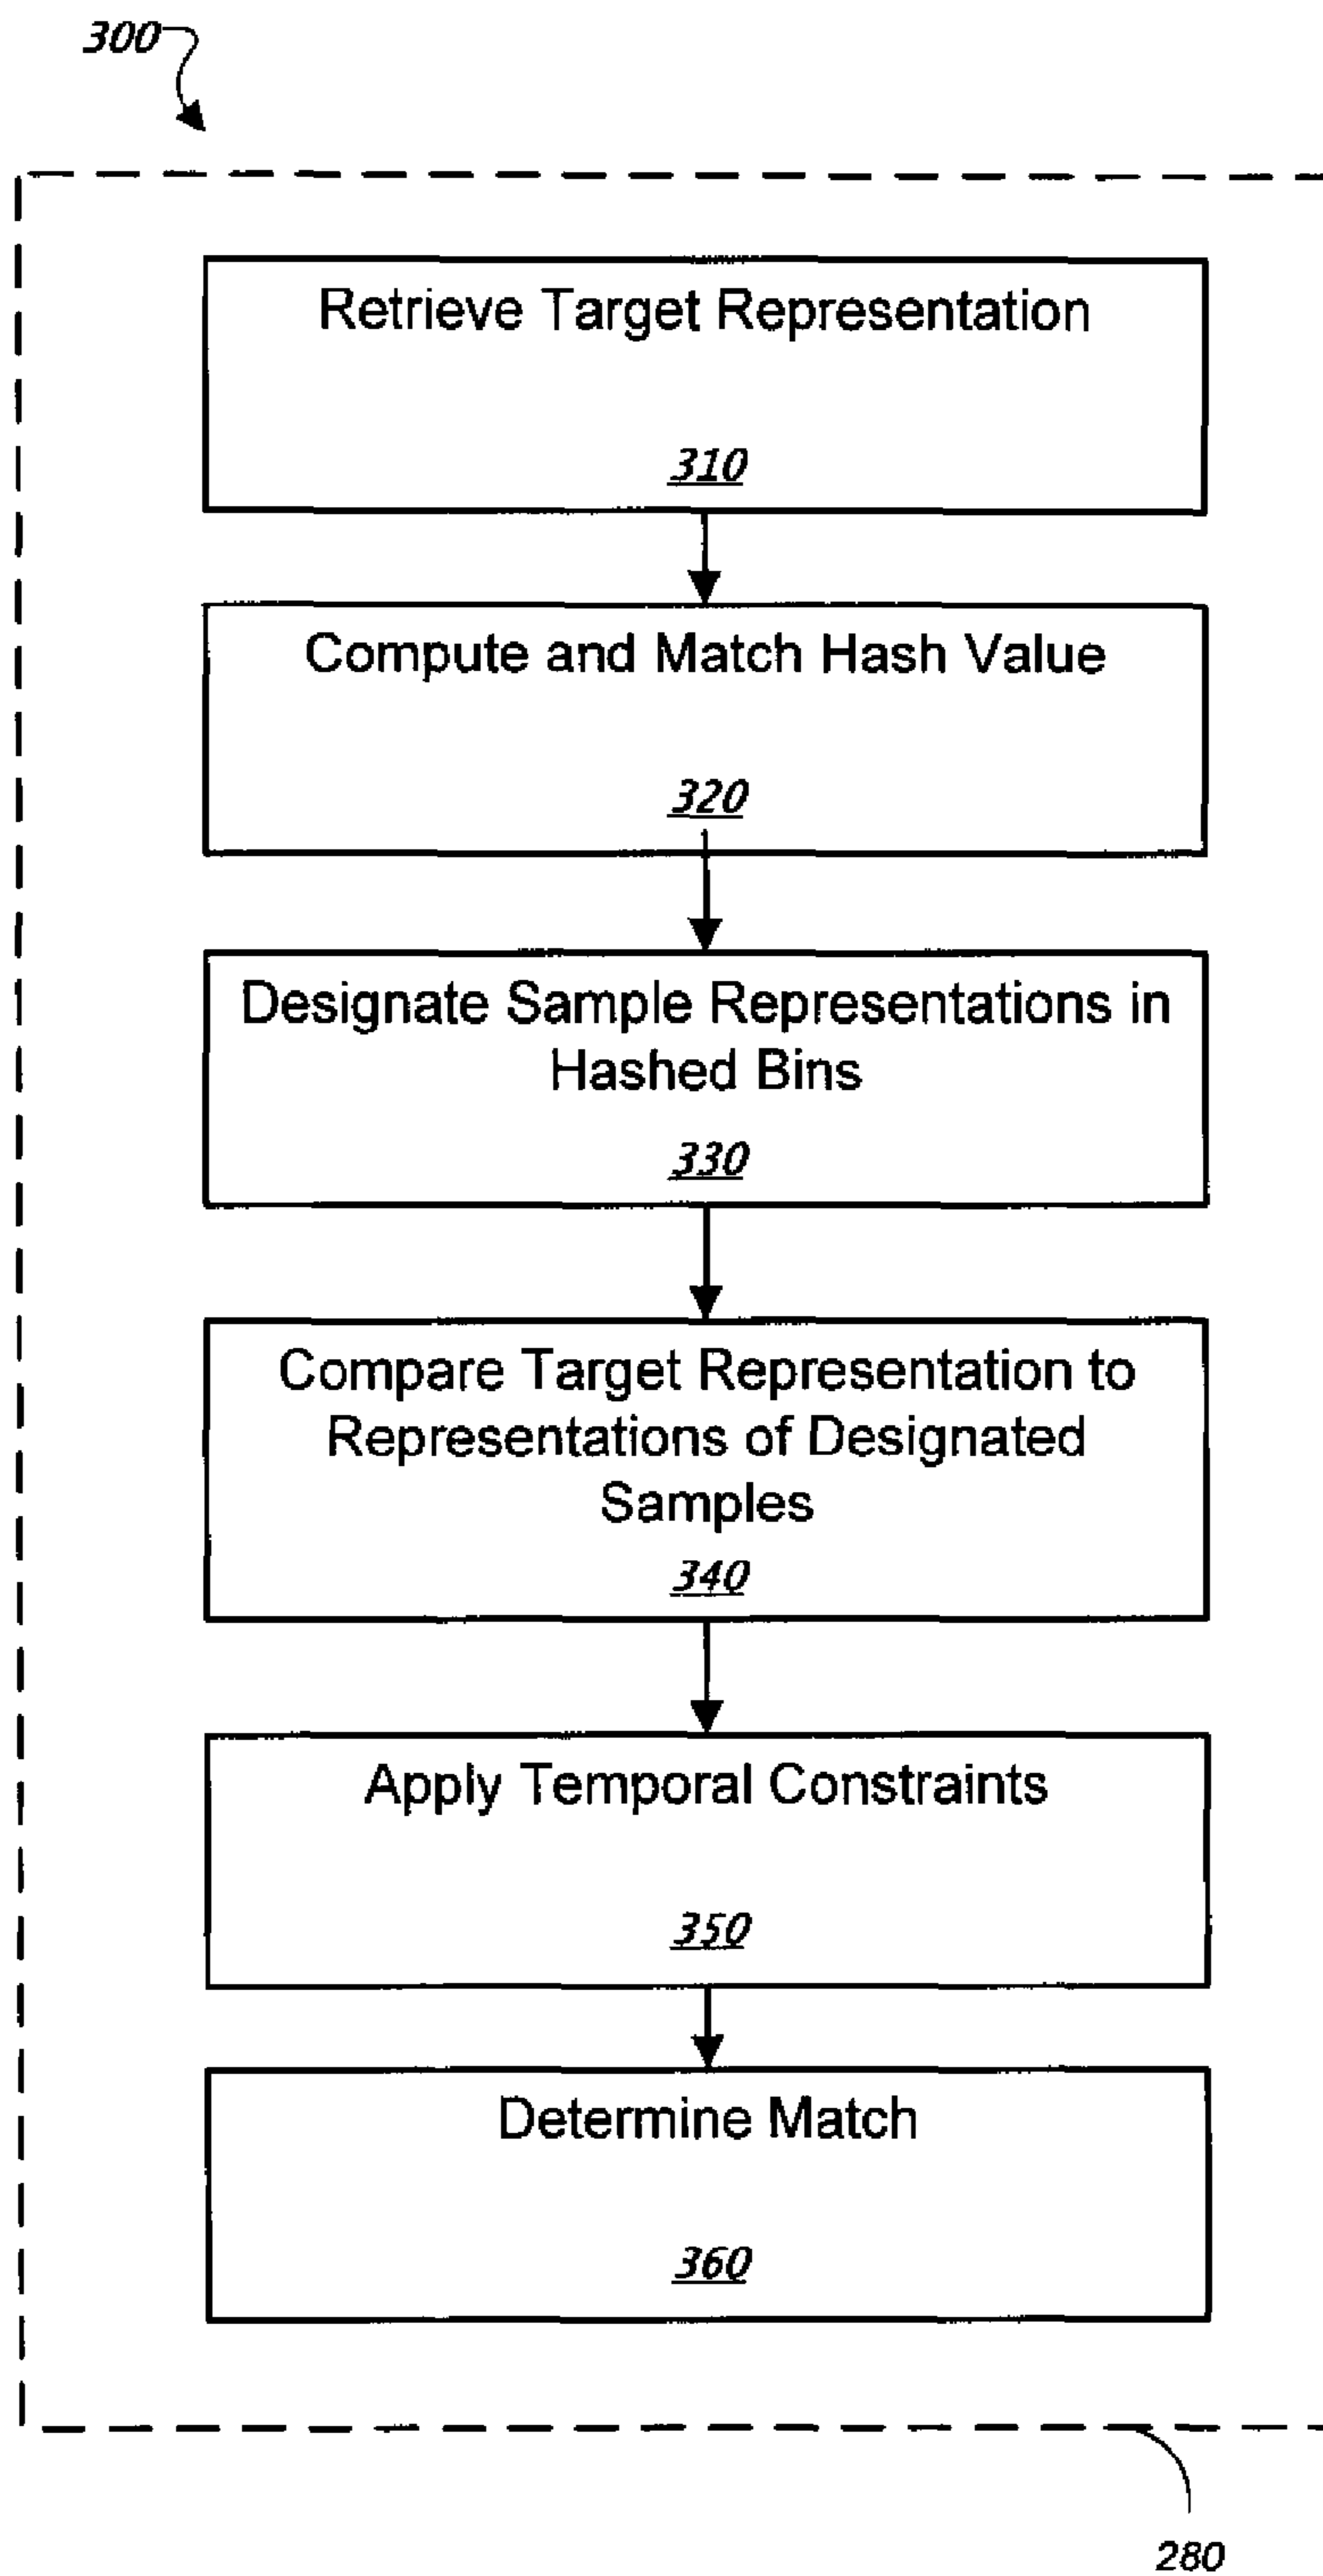 300
Retrieve Target Representation
310
Compute and Match Hash Value
320
Designate Sample Representations in
Hashed Bins
330
Compare Target Representation to
Representations of Designated
Samples
340
Apply Temporal Constraints
350
Determine Match
360
280